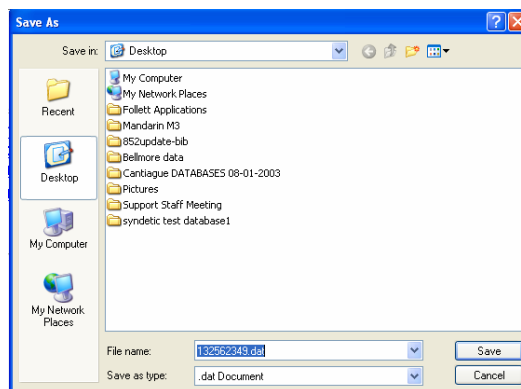 Save As
Save in: Desktop
My Computer
My Network Places
Follett Applications
Mandarin M3
852update-bib
Bellmore data
Cantiague DATABASES 08-01-2003
Pictures
Support Staff Meeting
syndetic test database1
Recent
Desktop
My Computer
My Network
Places
File name: 132562349.dat Save
Save as type: .dat Document Cancel